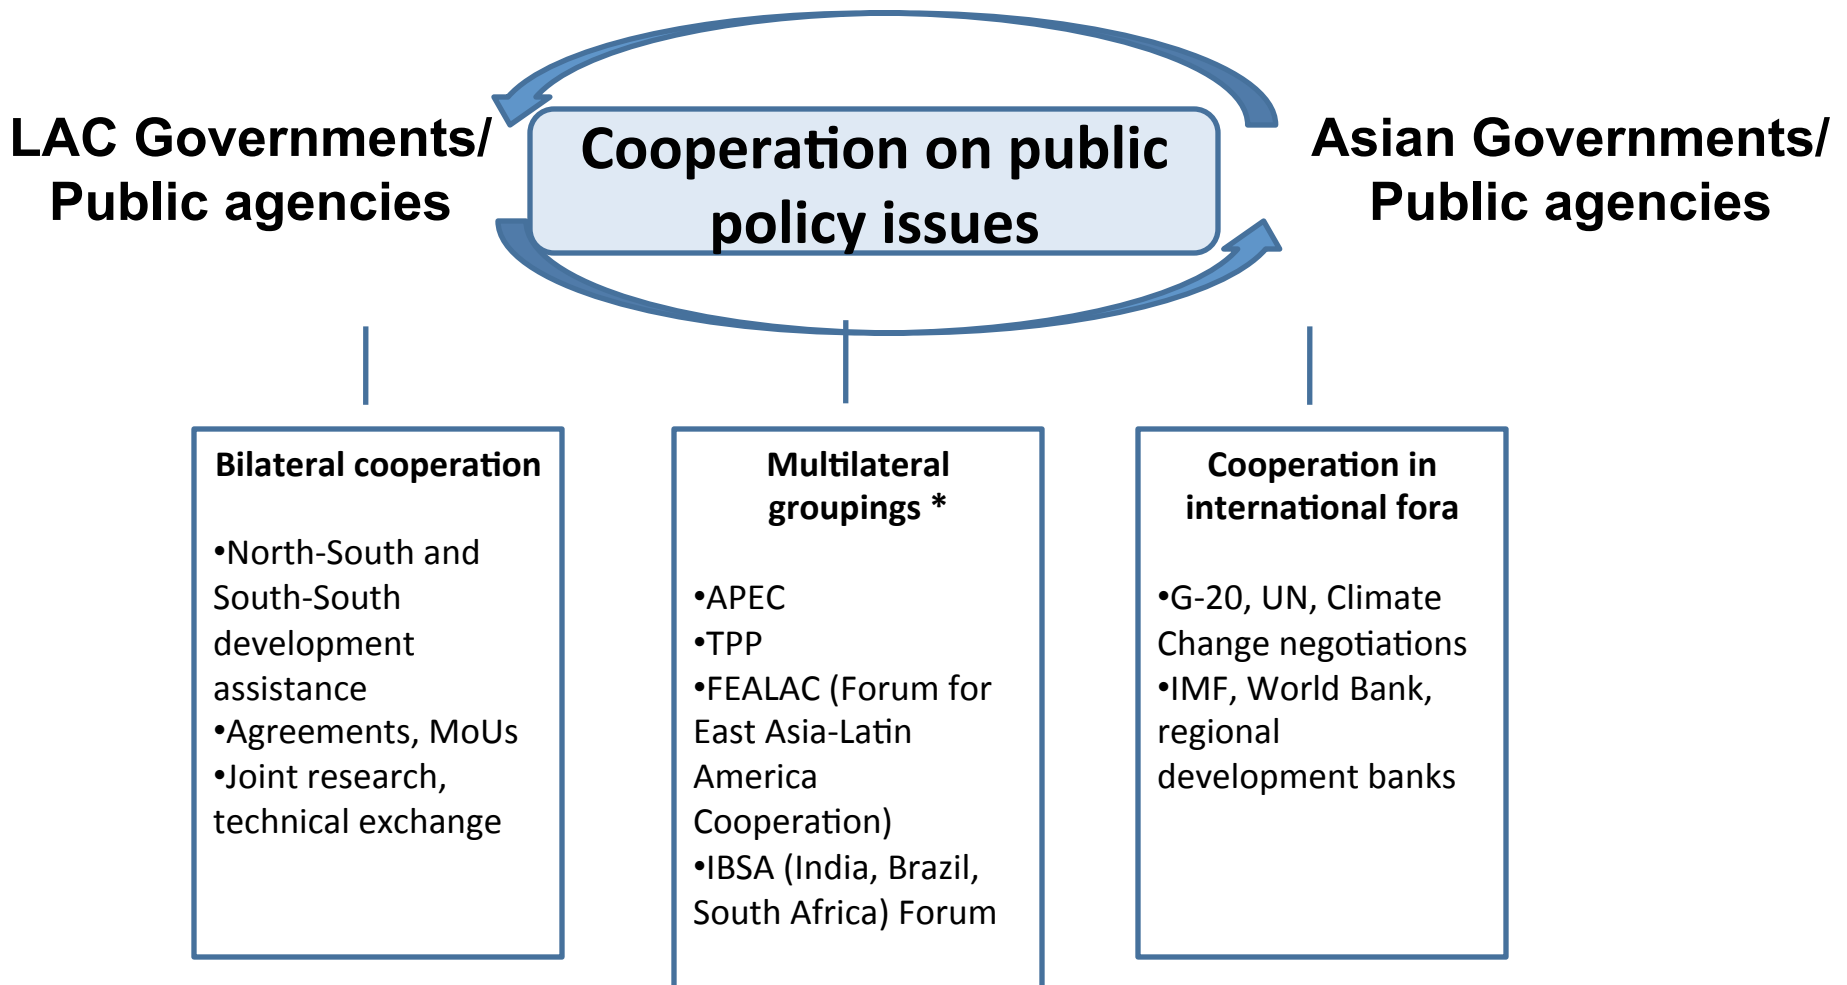 LAC Governments/
Public agencies
Cooperation on public
policy issues
Asian Governments/
Public agencies
Bilateral cooperation
•North-South and
South-South
development
assistance
•Agreements, MoUs
•Joint research,
technical exchange
Multilateral
groupings *
•APEC
•TPP
•FEALAC (Forum for
East Asia-Latin
America
Cooperation)
•IBSA (India, Brazil,
South Africa) Forum
Cooperation in
international fora
•G-20, UN, Climate
Change negotiations
•IMF, World Bank,
regional
development banks